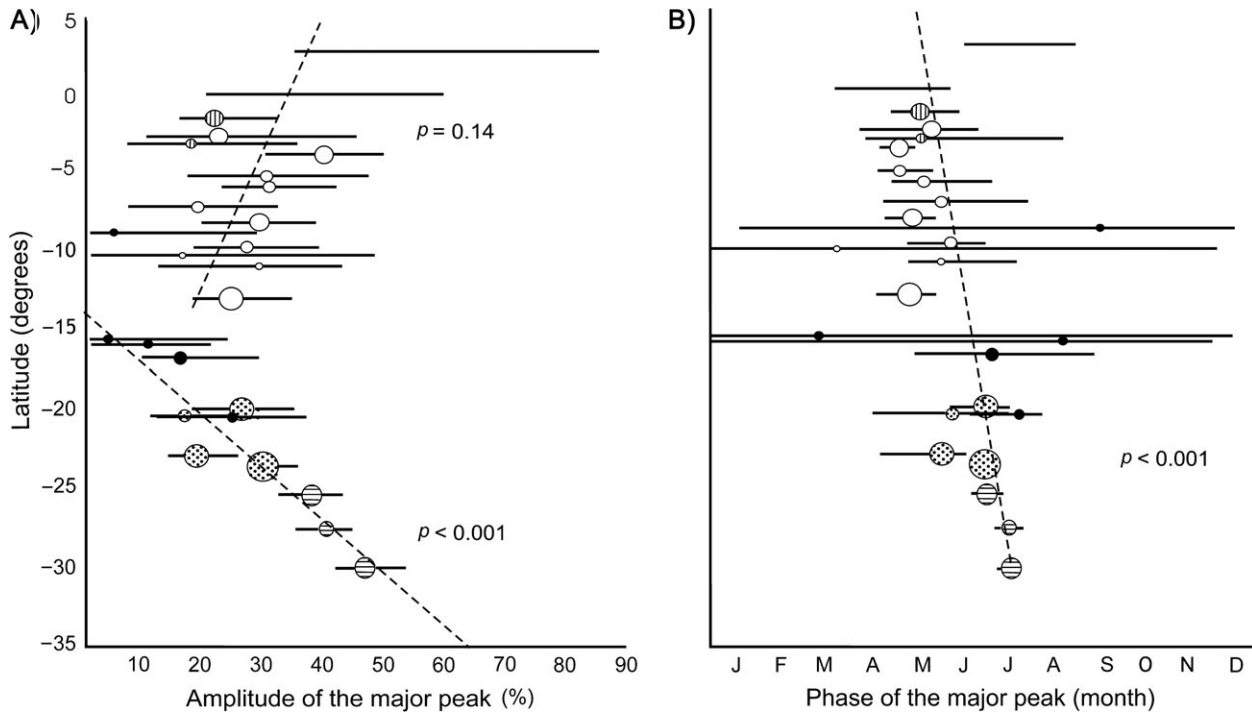 A)
5
0
−5
−10
−15
−20
−25
−30
−35
Latitude (degrees)
p = 0.14
p < 0.001
10 20 30 40 50 60 70 80 90
Amplitude of the major peak (%)
B)
p < 0.001
J F M A M J J A S O N D
Phase of the major peak (month)